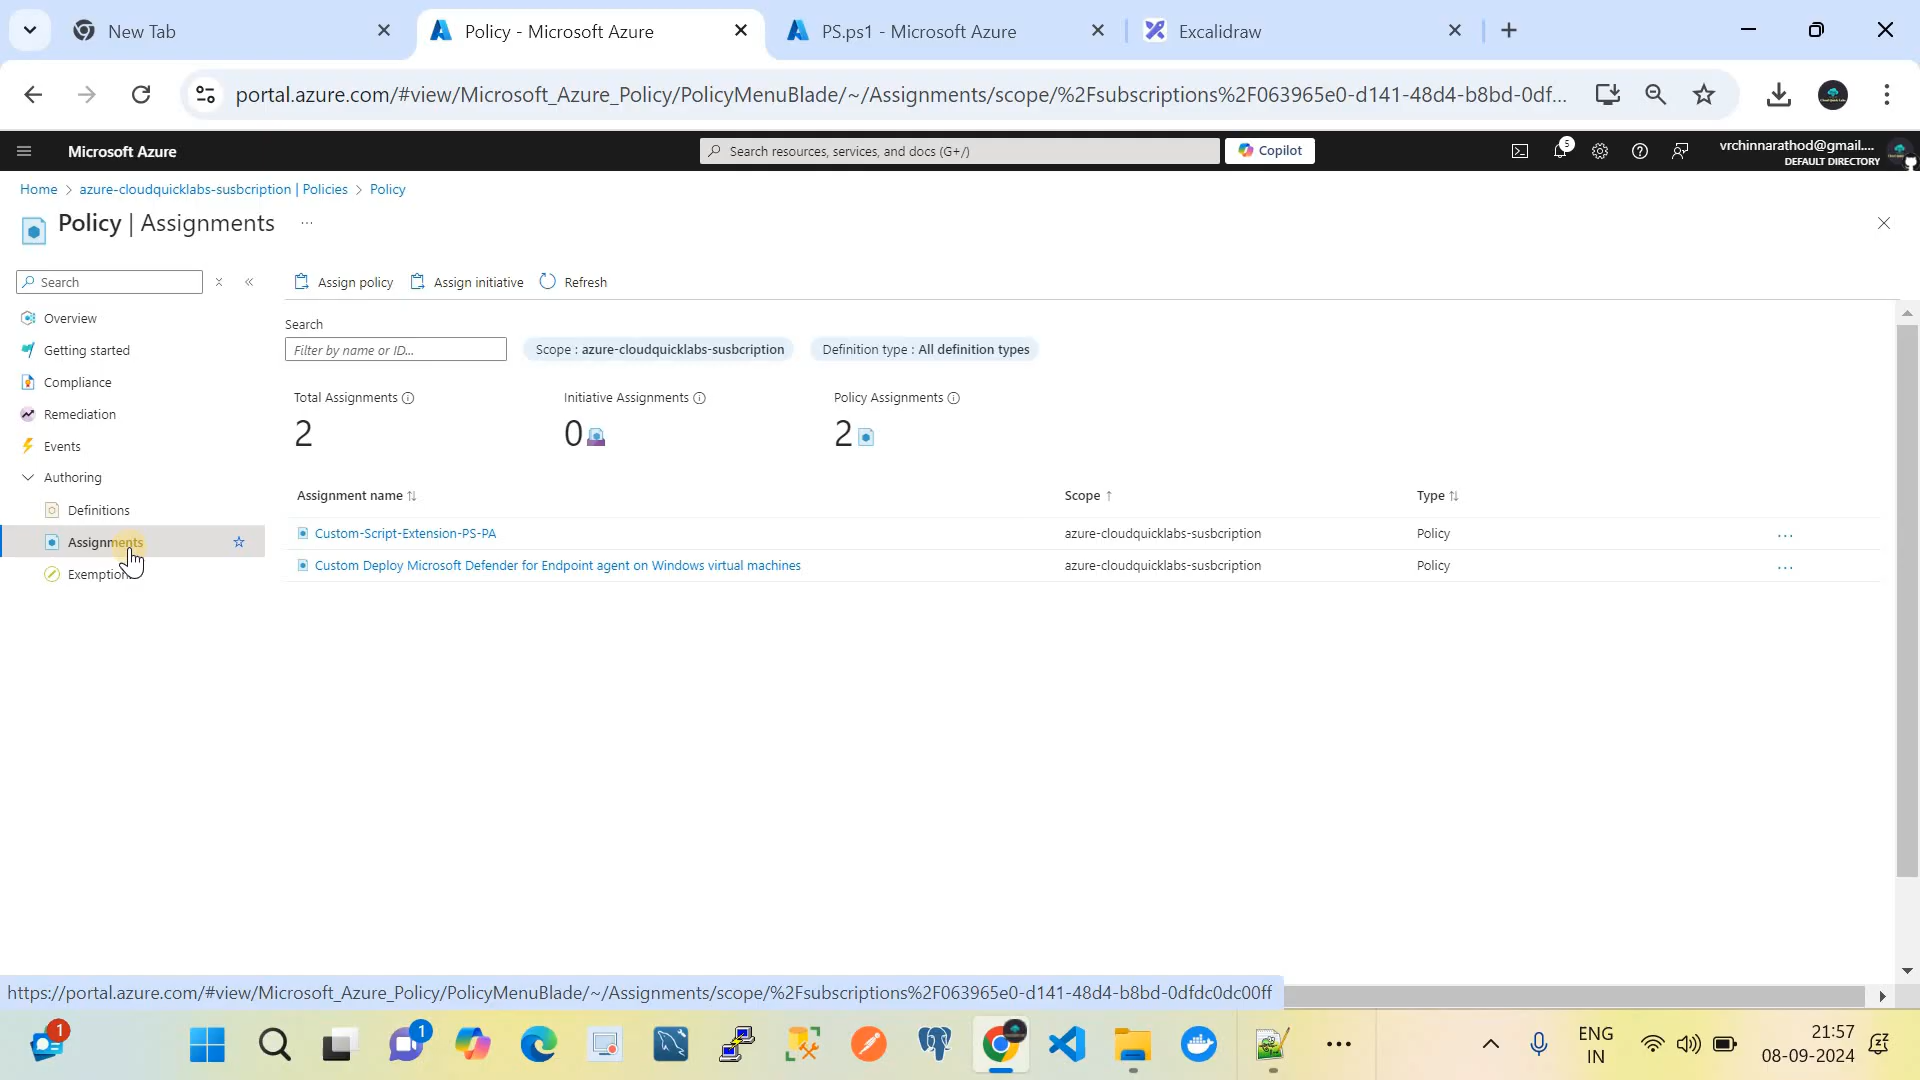 New Tab
Policy - Microsoft Azure
PS.ps1 - Microsoft Azure
Excalidraw
portal.azure.com/#view/Microsoft_Azure_Policy/PolicyMenuBlade/~/Assignments/scope/%2Fsubscriptions%2F063965e0-d141-48d4-b8bd-0df...
Microsoft Azure
Search resources, services, and docs (G+/)
Copilot
5
vrchinnarathod@gmail....
DEFAULT DIRECTORY
Home > azure-cloudquicklabs-susbcription | Policies > Policy
Policy | Assignments ...
Search
Assign policy
Assign initiative
Refresh
Overview
Getting started
Compliance
Remediation
Events
Authoring
Definitions
Assignments
Exemption
Search
Filter by name or ID...
Scope : azure-cloudquicklabs-susbcription
Definition type : All definition types
Total Assignments
2
Initiative Assignments
0
Policy Assignments
2
Assignment name
Scope
Type
Custom-Script-Extension-PS-PA
azure-cloudquicklabs-susbcription
Policy
...
Custom Deploy Microsoft Defender for Endpoint agent on Windows virtual machines
azure-cloudquicklabs-susbcription
Policy
...
https://portal.azure.com/#view/Microsoft_Azure_Policy/PolicyMenuBlade/~/Assignments/scope/%2Fsubscriptions%2F063965e0-d141-48d4-b8bd-0dfdc0dc00ff
1
1
ENG
IN
21:57
08-09-2024